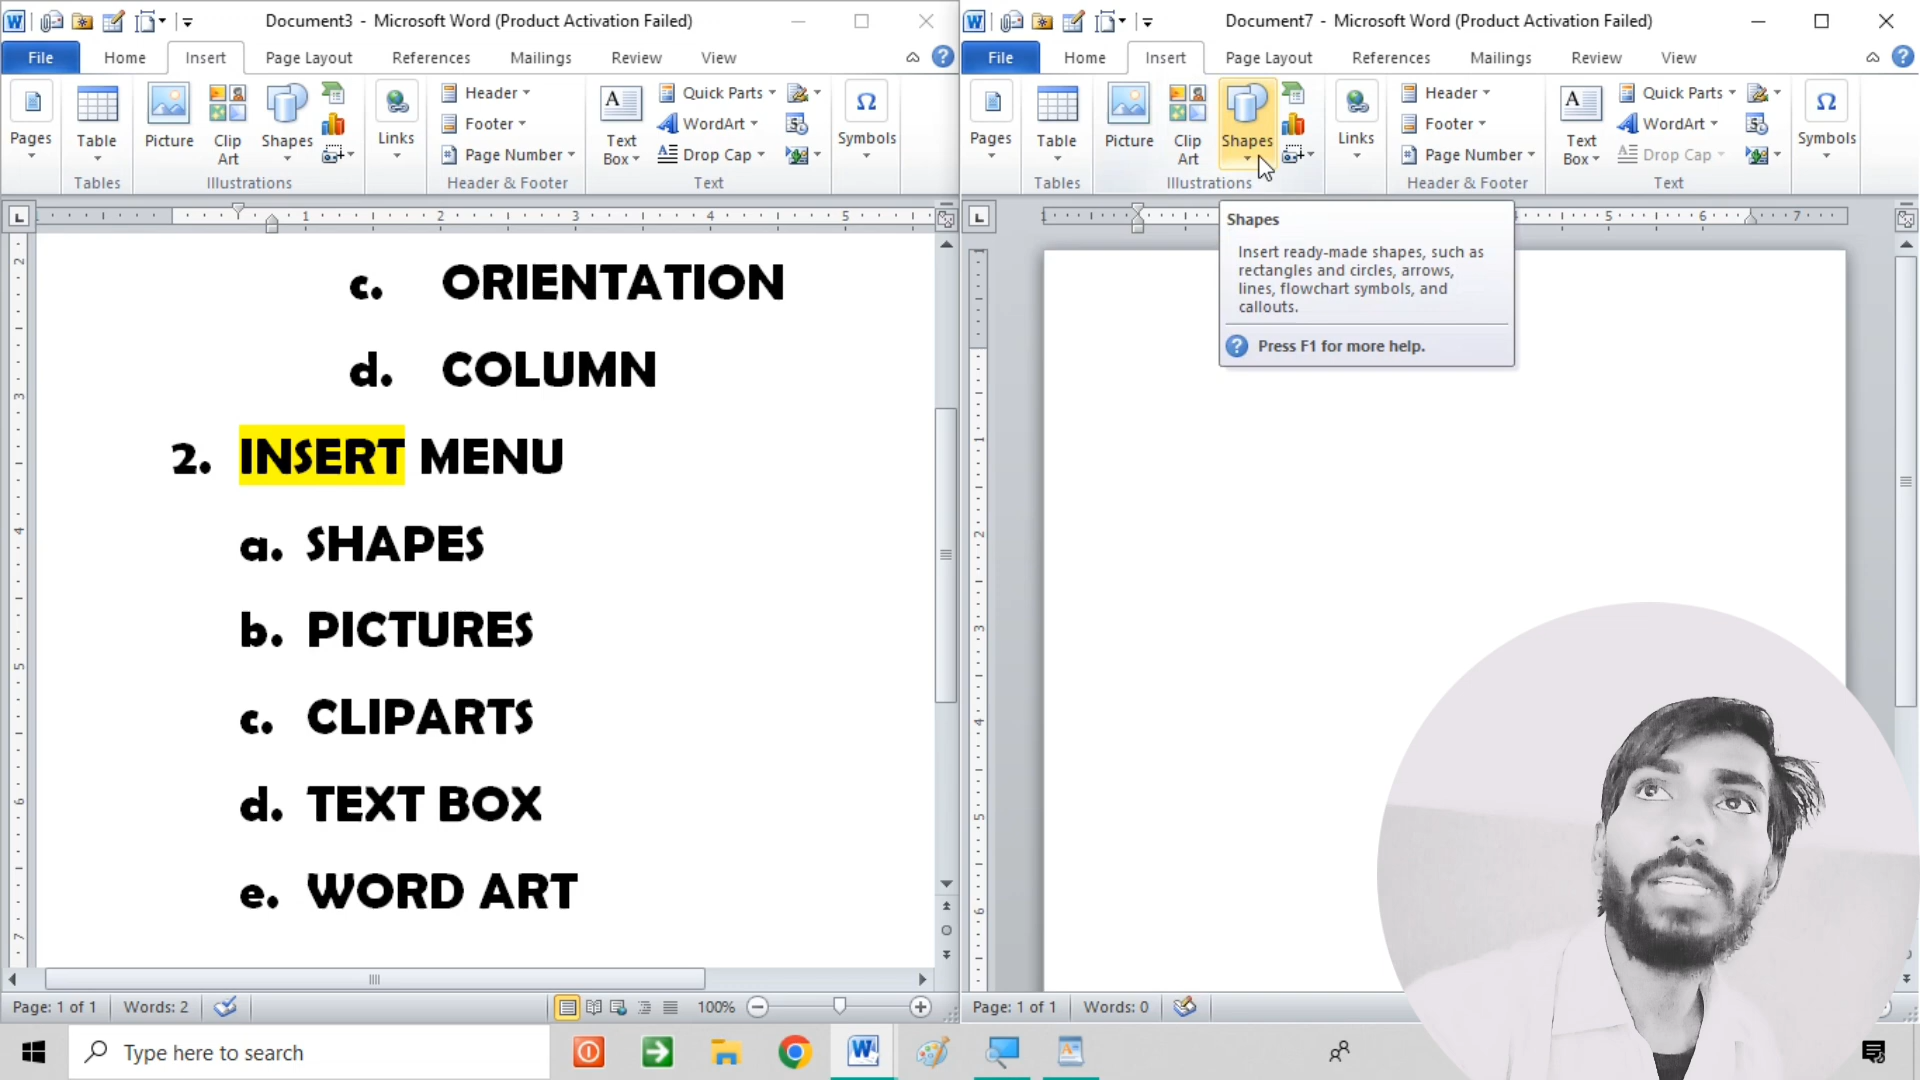 Document3 - Microsoft Word (Product Activation Failed)
File Home Insert Page Layout References Mailings Review View
Pages
Table
Picture
Clip Art
Shapes
Links
Header
Footer
Page Number
Text Box
Quick Parts
WordArt
Drop Cap
Symbols
Tables Illustrations Header & Footer Text
1 2 3 4 5
c. ORIENTATION
d. COLUMN
2. INSERT MENU
a. SHAPES
b. PICTURES
c. CLIPARTS
d. TEXT BOX
e. WORD ART
Page: 1 of 1 Words: 2 100%
Document7 - Microsoft Word (Product Activation Failed)
File Home Insert Page Layout References Mailings Review View
Pages
Table
Picture
Clip Art
Shapes
Links
Header
Footer
Page Number
Text Box
Quick Parts
WordArt
Drop Cap
Symbols
Tables Illustrations Header & Footer Text
Shapes
Insert ready-made shapes, such as
rectangles and circles, arrows,
lines, flowchart symbols, and
callouts.
Press F1 for more help.
Page: 1 of 1 Words: 0
Type here to search